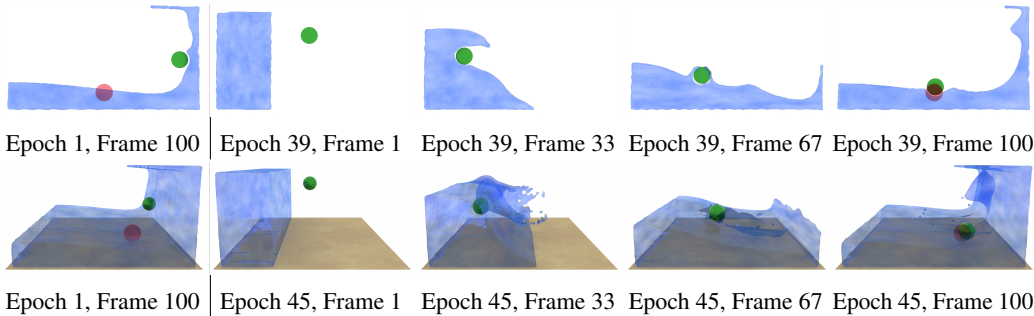 Epoch 1, Frame 100 Epoch 39, Frame 1 Epoch 39, Frame 33 Epoch 39, Frame 67 Epoch 39, Frame 100
Epoch 1, Frame 100 Epoch 45, Frame 1 Epoch 45, Frame 33 Epoch 45, Frame 67 Epoch 45, Frame 100